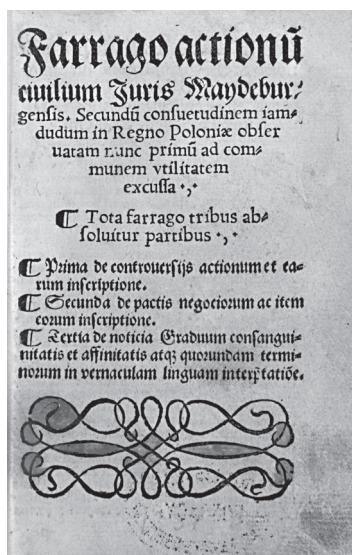 Farrago actionū
ciuilium Juris Maydebur⸗
gensis. Secundū consuetudinem iam⸗
dudum in Regno Poloniæ obser
uatam nunc primū ad com⸗
munem vtilitatem
excussa
¶ Tota farrago tribus ab⸗
soluitur partibus
¶ Prima de controuersijs actionum et ea⸗
rum inscriptione.
¶ Secunda de pactis negociorum ac item
eorum inscriptione.
¶ Tertia de noticia Graduum consangui⸗
nitatis et affinitatis atqꝫ quorundam termi⸗
norum in vernaculam linguam interp̄tatiōe.